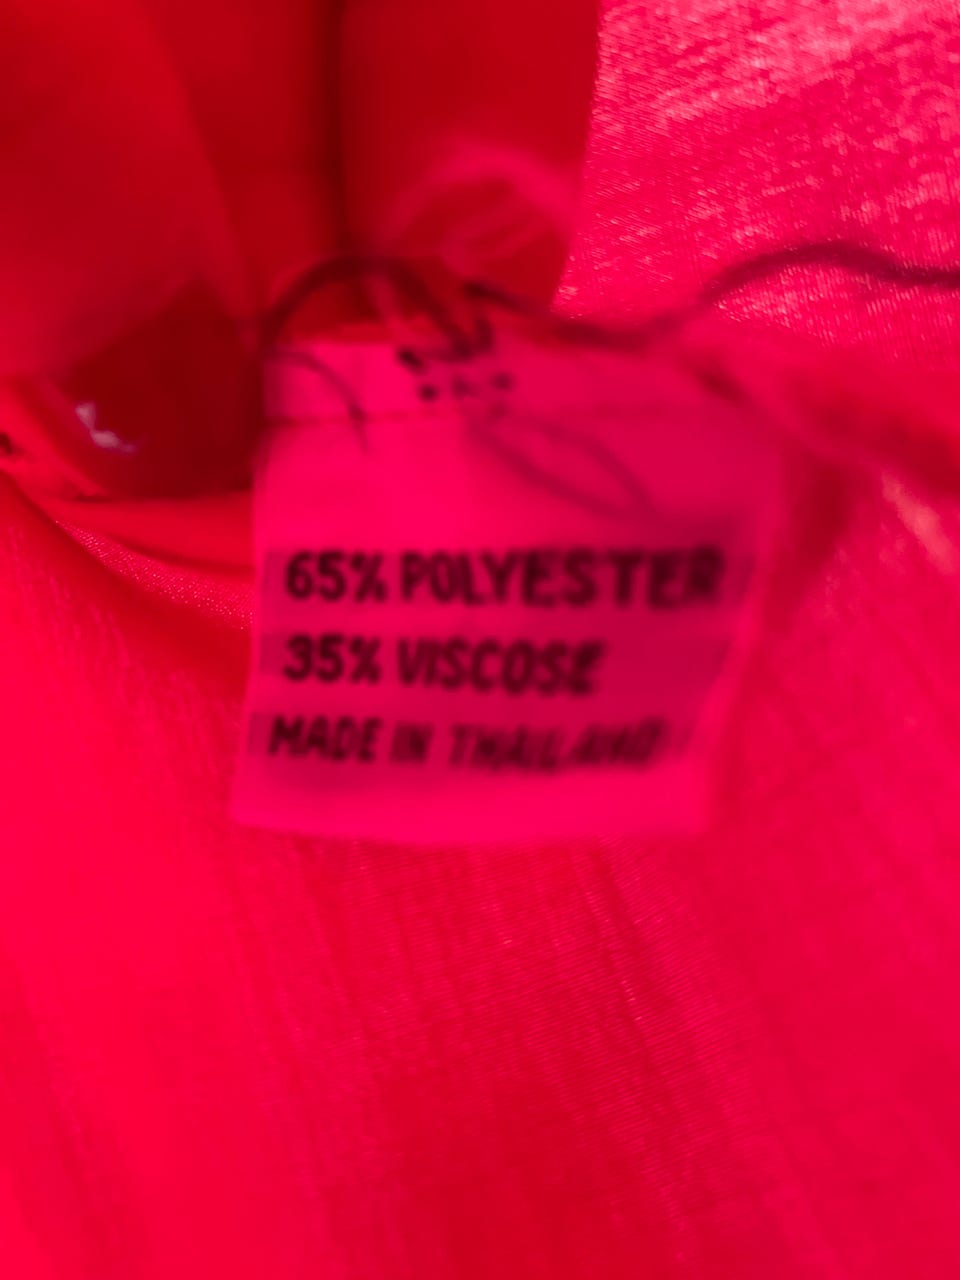 65% POLYESTER
35% VISCOSE
MADE IN THAILAND